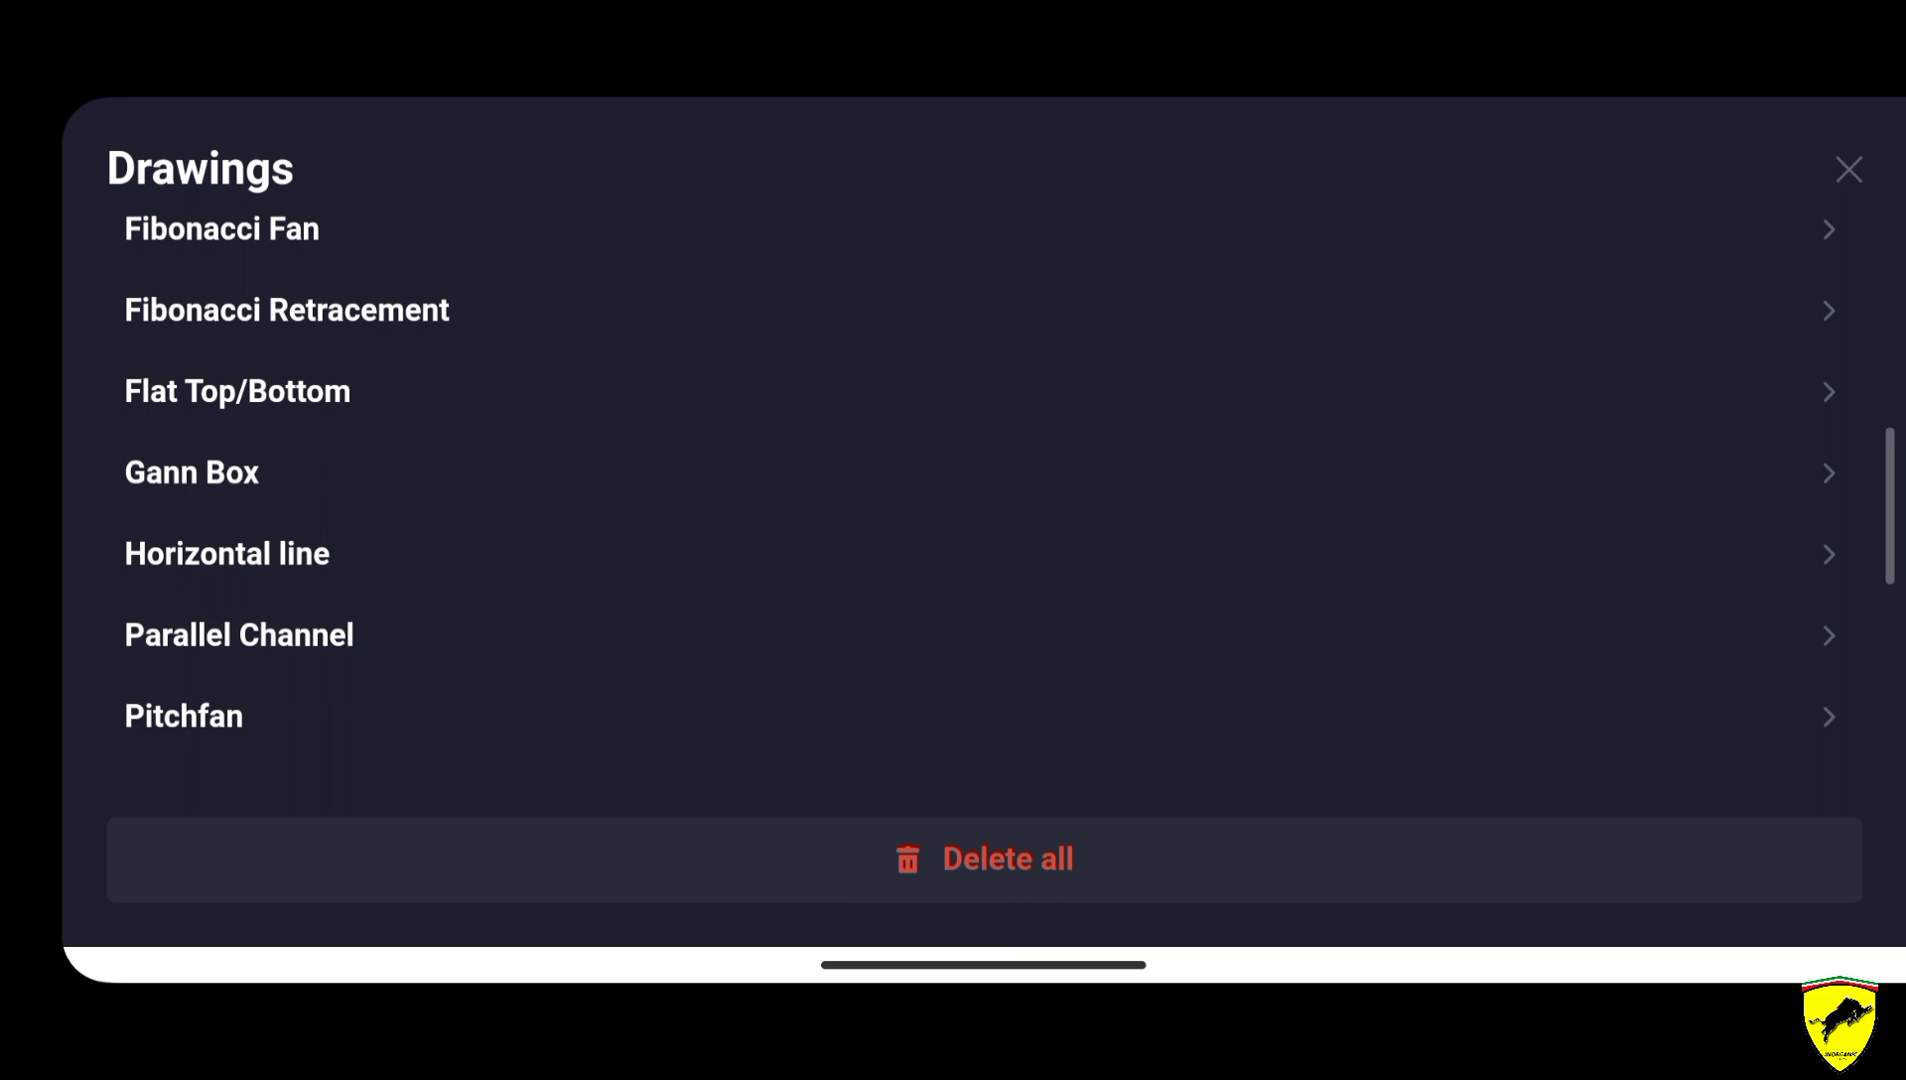 Drawings
Fibonacci Fan
Fibonacci Retracement
Flat Top/Bottom
Gann Box
Horizontal line
Parallel Channel
Pitchfan
Delete all